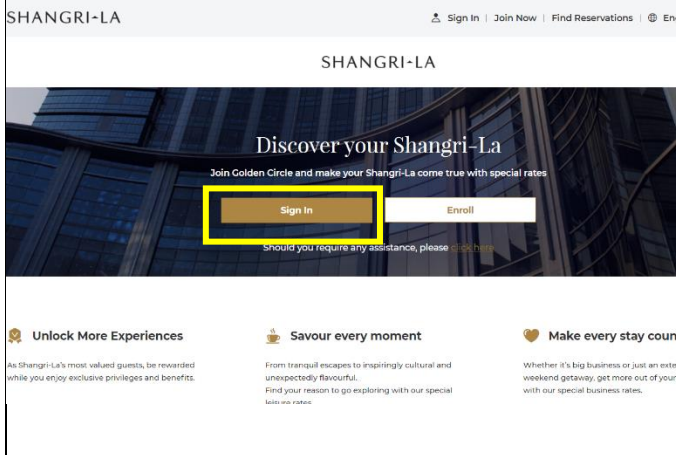 SHANGRI-LA
Sign In | Join Now | Find Reservations | En
SHANGRI-LA
Discover your Shangri-La
Join Golden Circle and make your Shangri-La come true with special rates
Sign In
Enroll
Should you require any assistance, please click here
Unlock More Experiences
As Shangri-La's most valued guests, be rewarded
while you enjoy exclusive privileges and benefits.
Savour every moment
From tranquil escapes to inspiringly cultural and
unexpectedly flavourful.
Find your reason to go exploring with our special
leisure rates
Make every stay coun
Whether it's big business or just an exte
weekend getaway, get more out of your
with our special business rates.